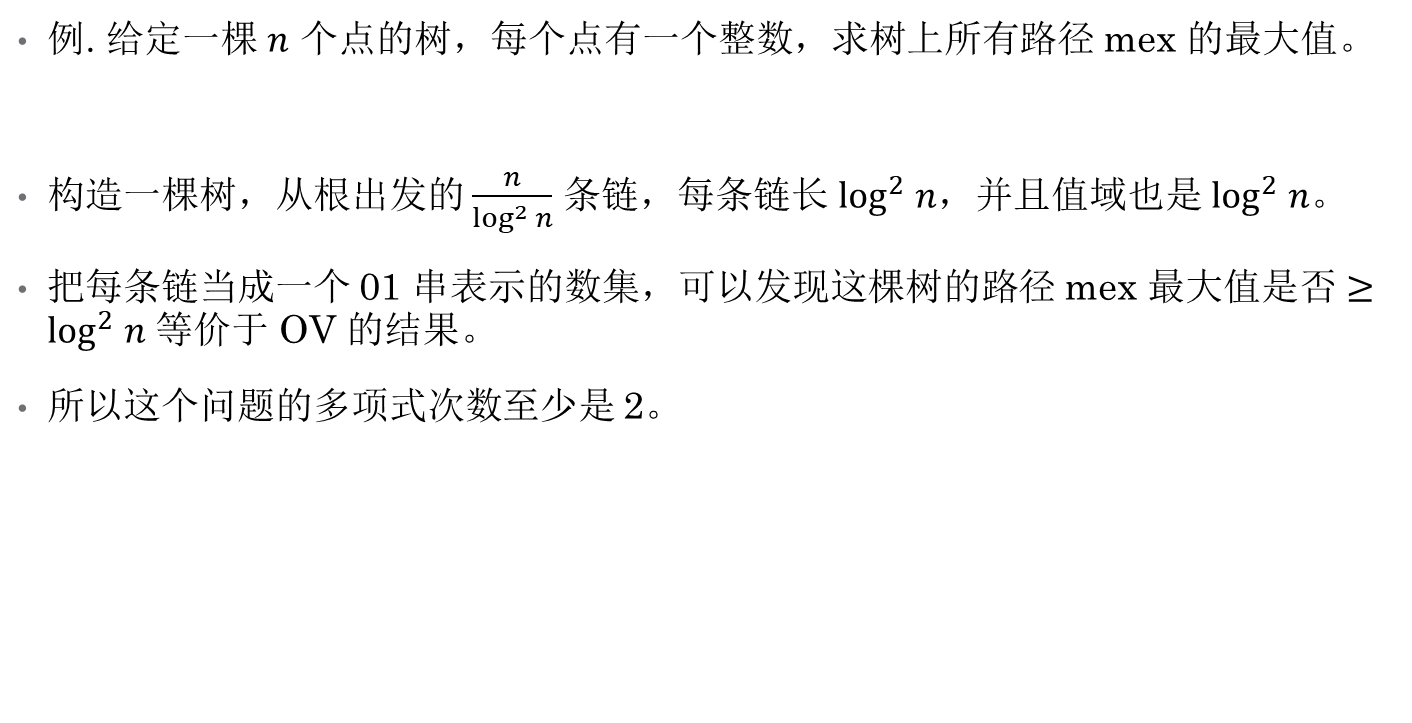 • 例. 给定一棵 n 个点的树，每个点有一个整数，求树上所有路径 mex 的最大值。
• 构造一棵树，从根出发的 \frac{n}{\log^2 n} 条链，每条链长 log² n，并且值域也是 log² n。
• 把每条链当成一个 01 串表示的数集，可以发现这棵树的路径 mex 最大值是否 ≥
log² n 等价于 OV 的结果。
• 所以这个问题的多项式次数至少是 2。